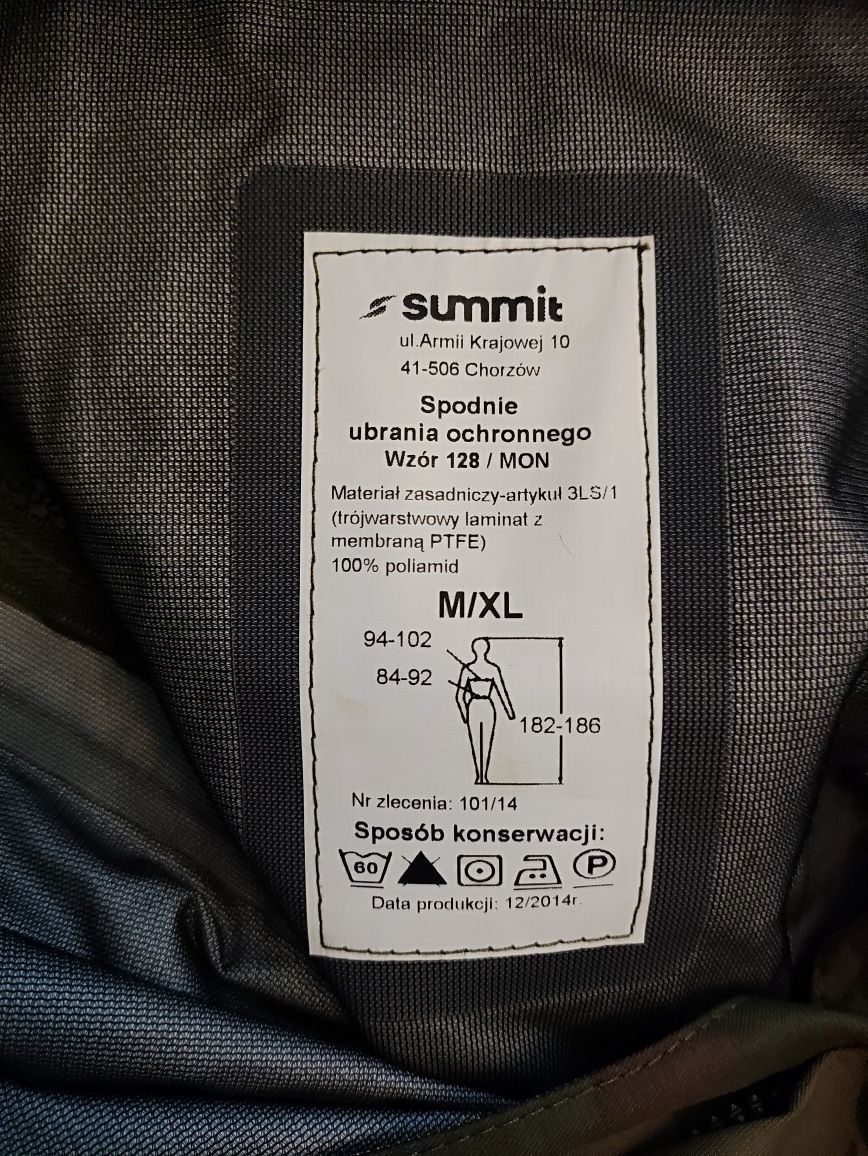 summit
ul.Armii Krajowej 10
41-506 Chorzów
Spodnie
ubrania ochronnego
Wzór 128 / MON
Materiał zasadniczy-artykuł 3LS/1
(trójwarstwowy laminat z
membraną PTFE)
100% poliamid
M/XL
94-102
84-92
182-186
Nr zlecenia: 101/14
Sposób konserwacji:
60 P
Data produkcji: 12/2014r.